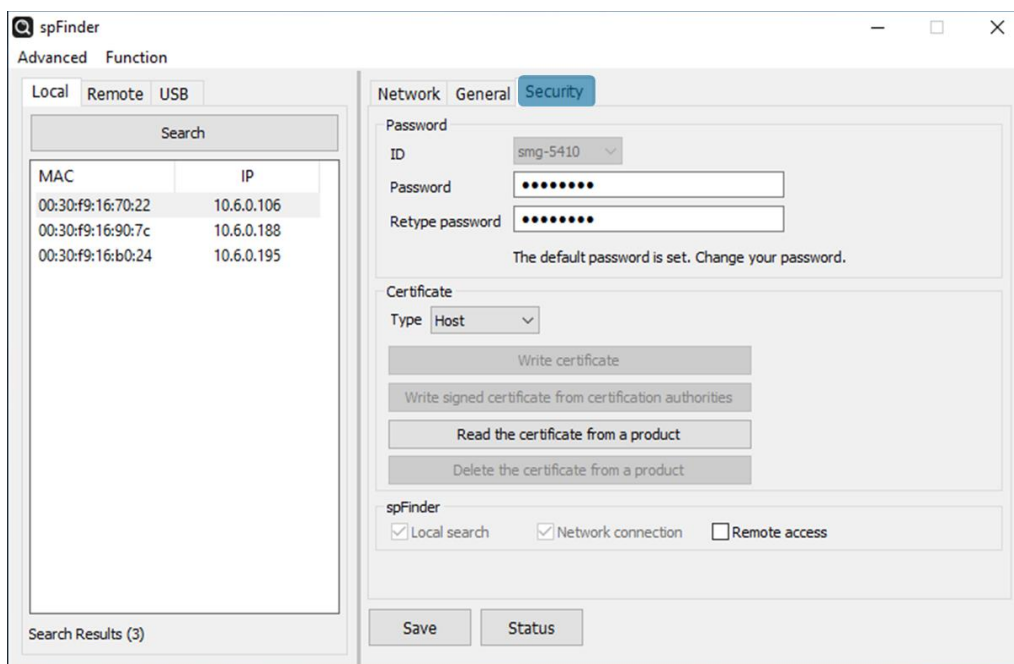 spFinder
Advanced Function
Local Remote USB
Search
MAC IP
00:30:f9:16:70:22 10.6.0.106
00:30:f9:16:90:7c 10.6.0.188
00:30:f9:16:b0:24 10.6.0.195
Search Results (3)
Network General Security
Password
ID smg-5410
Password ••••••••
Retype password ••••••••
The default password is set. Change your password.
Certificate
Type Host
Write certificate
Write signed certificate from certification authorities
Read the certificate from a product
Delete the certificate from a product
spFinder
Local search Network connection Remote access
Save Status